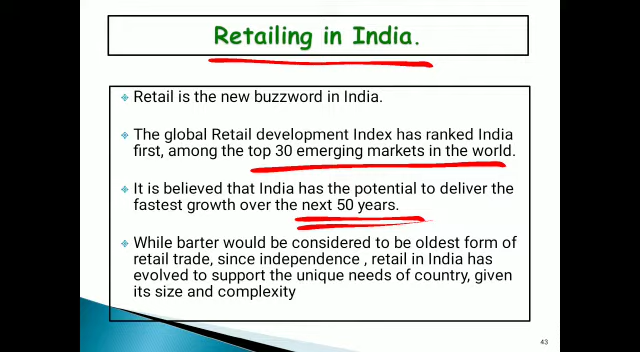 Retailing in India.
Retail is the new buzzword in India.
The global Retail development Index has ranked India
first, among the top 30 emerging markets in the world.
It is believed that India has the potential to deliver the
fastest growth over the next 50 years.
While barter would be considered to be oldest form of
retail trade, since independence , retail in India has
evolved to support the unique needs of country, given
its size and complexity
43